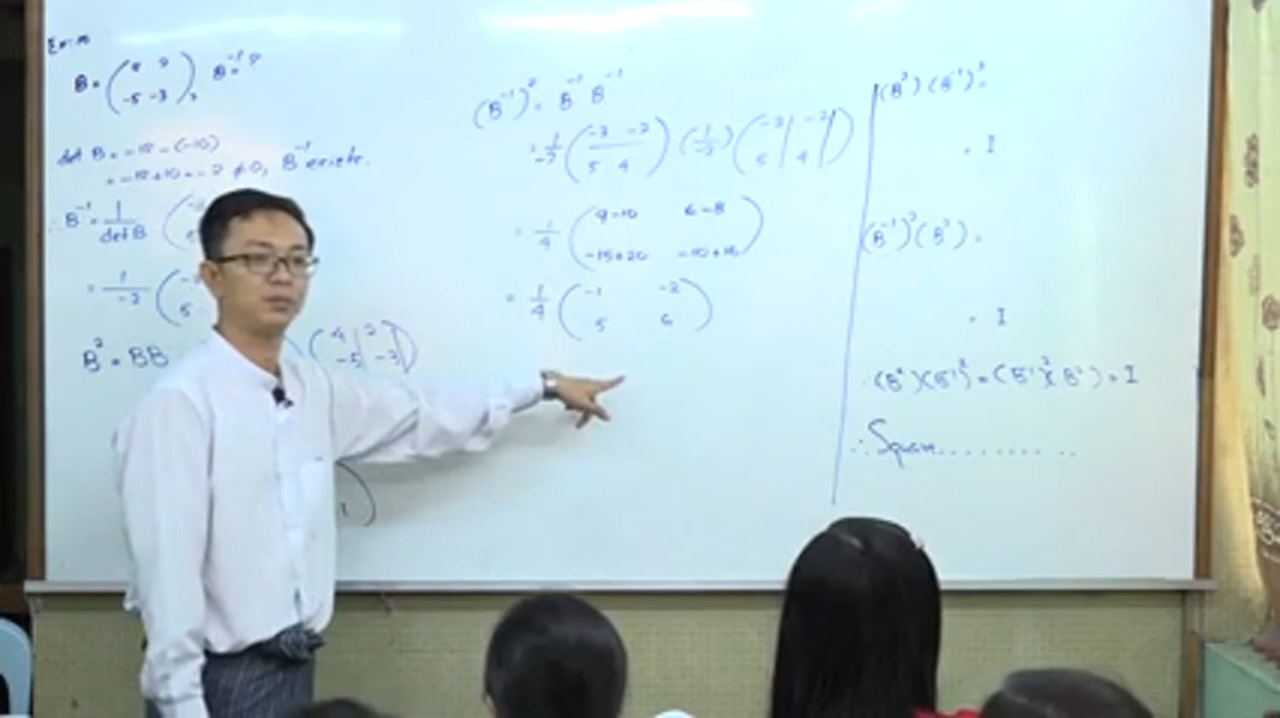 B = ( 4 2 -5 -3 ), B⁻¹ = ?
det B = -12 - (-10)
= -12 + 10 = -2 ≠ 0, B⁻¹ exists.
∴ B⁻¹ = 1/det B (
= 1/-2 ( 5
B² = BB ( 4 2 -5 -3 )
(B⁻¹)² = B⁻¹ B⁻¹
= 1/-2 ( -3 -2 5 4 ) (1/-2) ( -3 -2 5 4 )
= 1/4 ( 9-10 6-8 -15+20 -10+16 )
= 1/4 ( -1 -2 5 6 )
(B²)(B⁻¹)² =
= I
(B⁻¹)²(B²) =
= I
∴ (B²)(B⁻¹)² = (B⁻¹)²(B²) = I
∴ Square . . . . . . . . . .